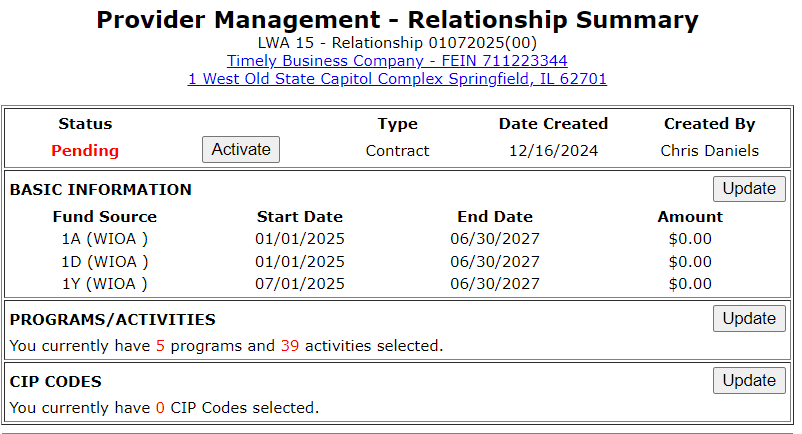 Provider Management - Relationship Summary
LWA 15 - Relationship 01072025(00)
Timely Business Company - FEIN 711223344
1 West Old State Capitol Complex Springfield, IL 62701
Status Type Date Created Created By
Pending Activate Contract 12/16/2024 Chris Daniels
BASIC INFORMATION Update
Fund Source Start Date End Date Amount
1A (WIOA ) 01/01/2025 06/30/2027 $0.00
1D (WIOA ) 01/01/2025 06/30/2027 $0.00
1Y (WIOA ) 07/01/2025 06/30/2027 $0.00
PROGRAMS/ACTIVITIES Update
You currently have 5 programs and 39 activities selected.
CIP CODES Update
You currently have 0 CIP Codes selected.